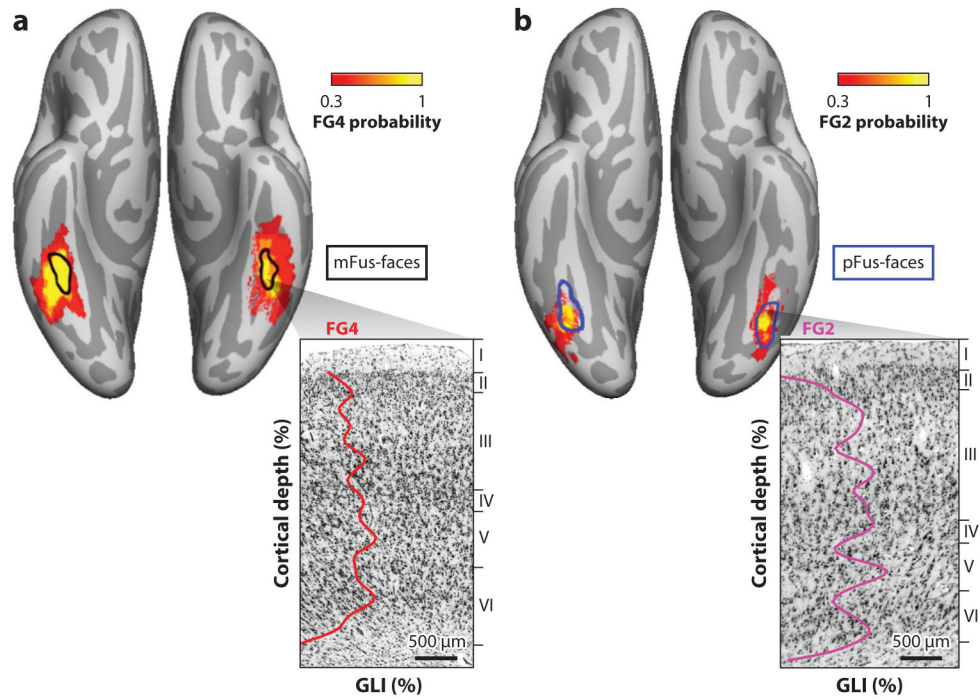 a
0.3 1
FG4 probability
mFus-faces
FG4
Cortical depth (%)
I
II
III
IV
V
VI
500 µm
GLI (%)
b
0.3 1
FG2 probability
pFus-faces
FG2
Cortical depth (%)
I
II
III
IV
V
VI
500 µm
GLI (%)